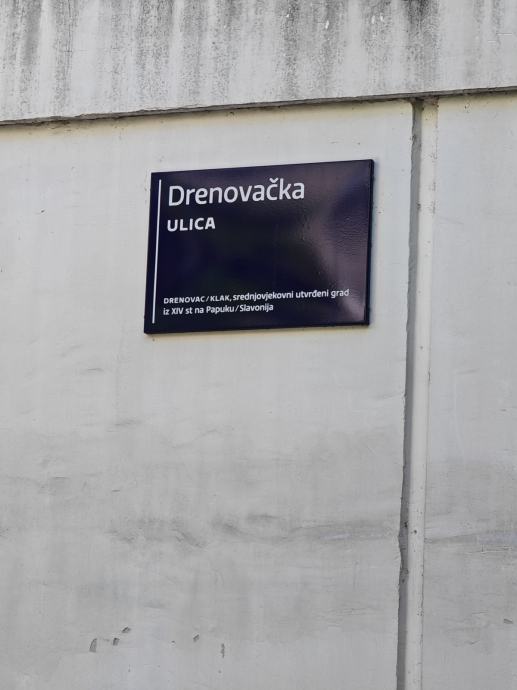 Drenovačka
ULICA
DRENOVAC/KLAK, srednjovjekovni utvrđeni grad
iz XIV st na Papuku/Slavonija